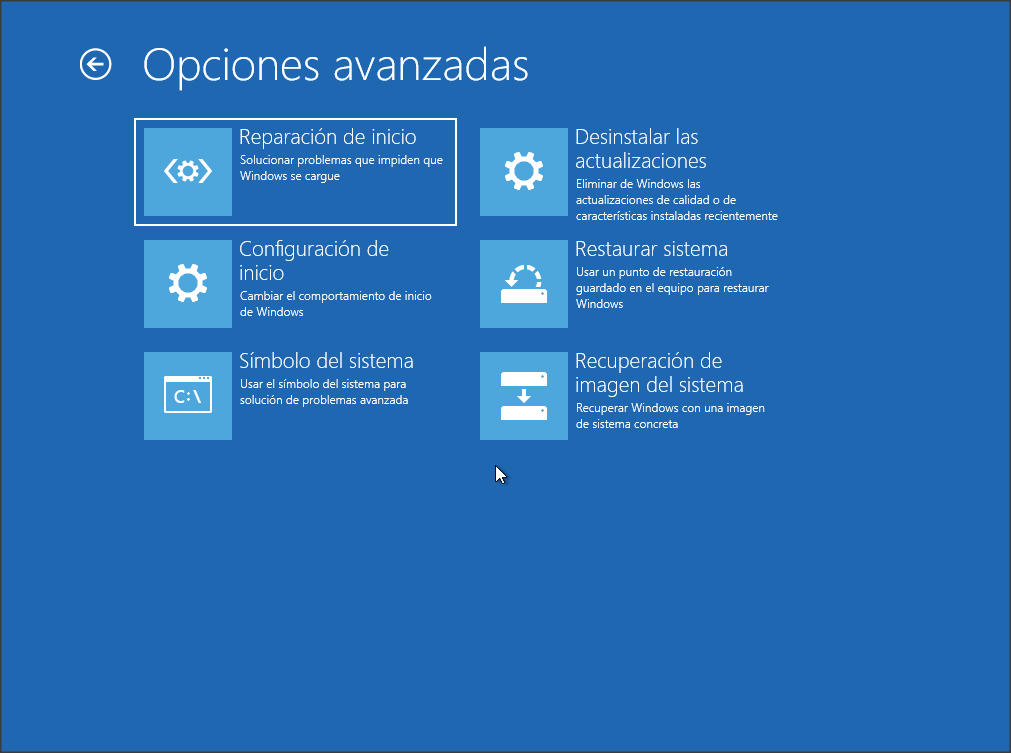 Opciones avanzadas
Reparación de inicio
Solucionar problemas que impiden que
Windows se cargue
Desinstalar las
actualizaciones
Eliminar de Windows las
actualizaciones de calidad o de
características instaladas recientemente
Configuración de
inicio
Cambiar el comportamiento de inicio
de Windows
Restaurar sistema
Usar un punto de restauración
guardado en el equipo para restaurar
Windows
C:\
Símbolo del sistema
Usar el símbolo del sistema para
solución de problemas avanzada
Recuperación de
imagen del sistema
Recuperar Windows con una imagen
de sistema concreta